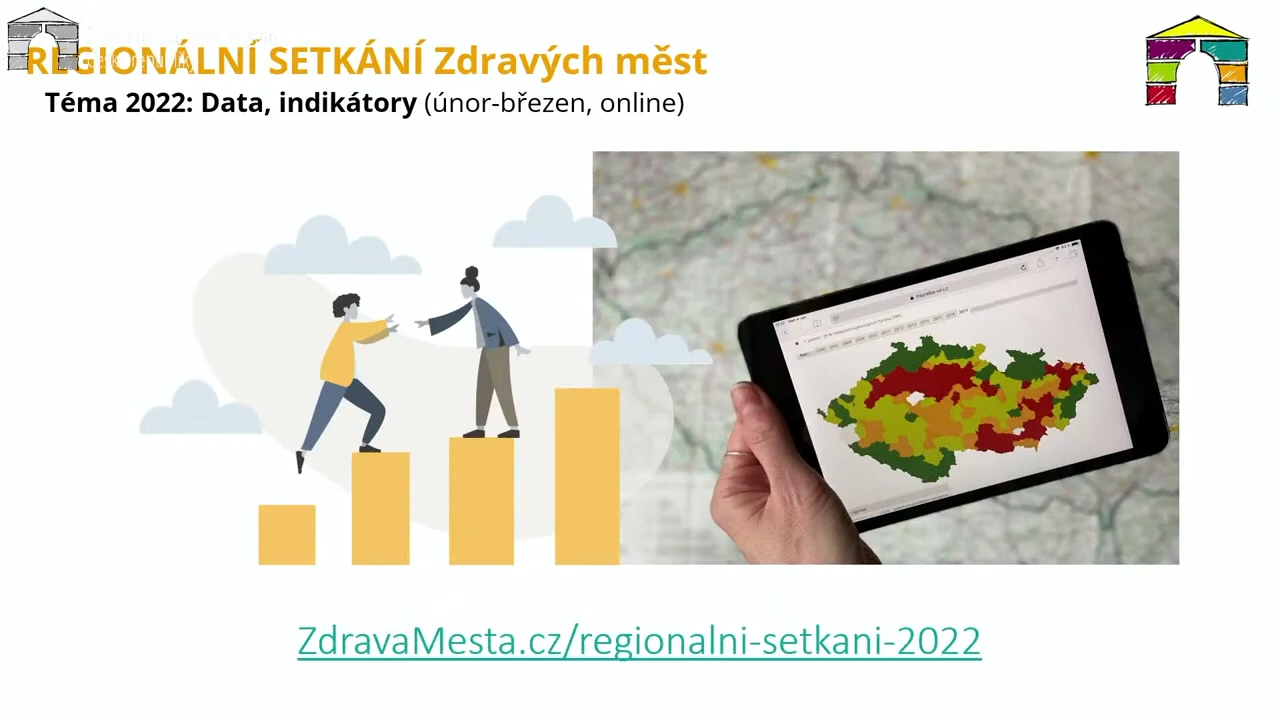 REGIONÁLNÍ SETKÁNÍ Zdravých měst
Téma 2022: Data, indikátory (únor-březen, online)
ZdravaMesta.cz/regionalni-setkani-2022